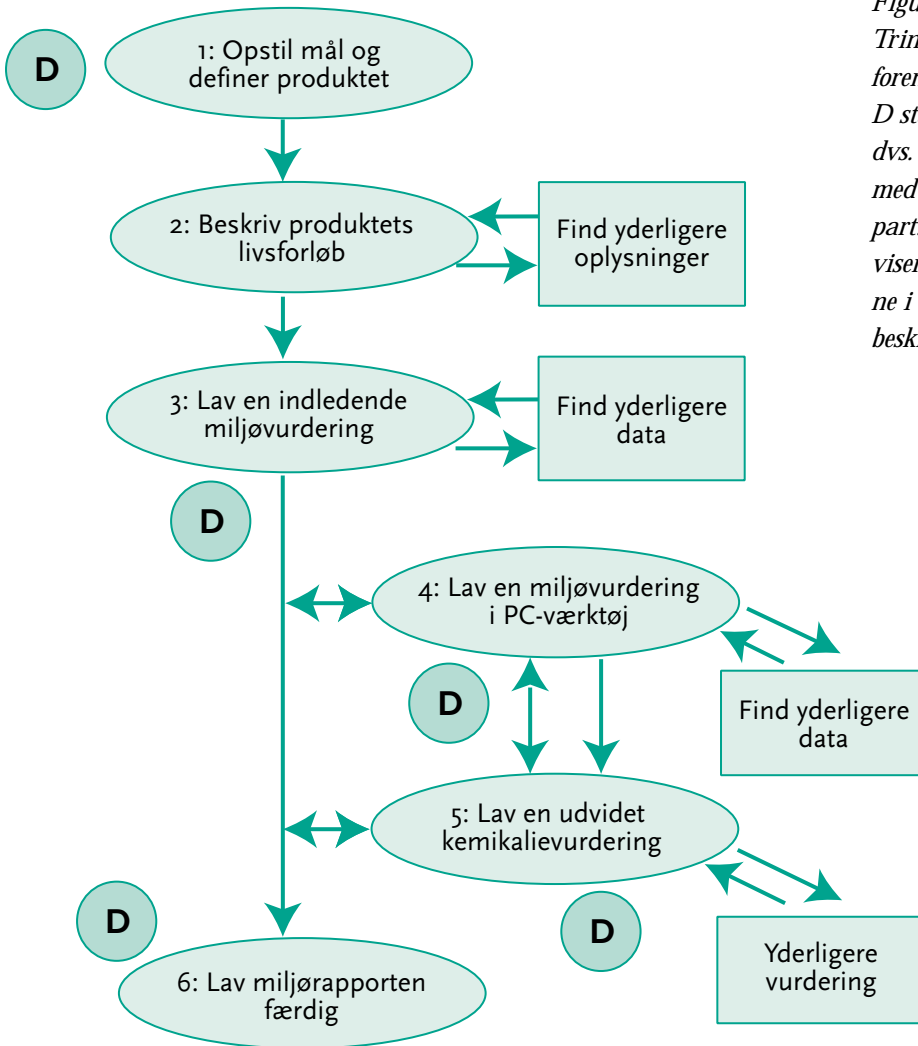 D
1: Opstil mål og
definer produktet
2: Beskriv produktets
livsforløb
Find yderligere
oplysninger
3: Lav en indledende
miljøvurdering
Find yderligere
data
D
4: Lav en miljøvurdering
i PC-værktøj
D
Find yderligere
data
5: Lav en udvidet
kemikalievurdering
D
D
Yderligere
vurdering
6: Lav miljørapporten
færdig
Figu
Trin
foren
D st
dvs.
med
part
viser
ne i
besk